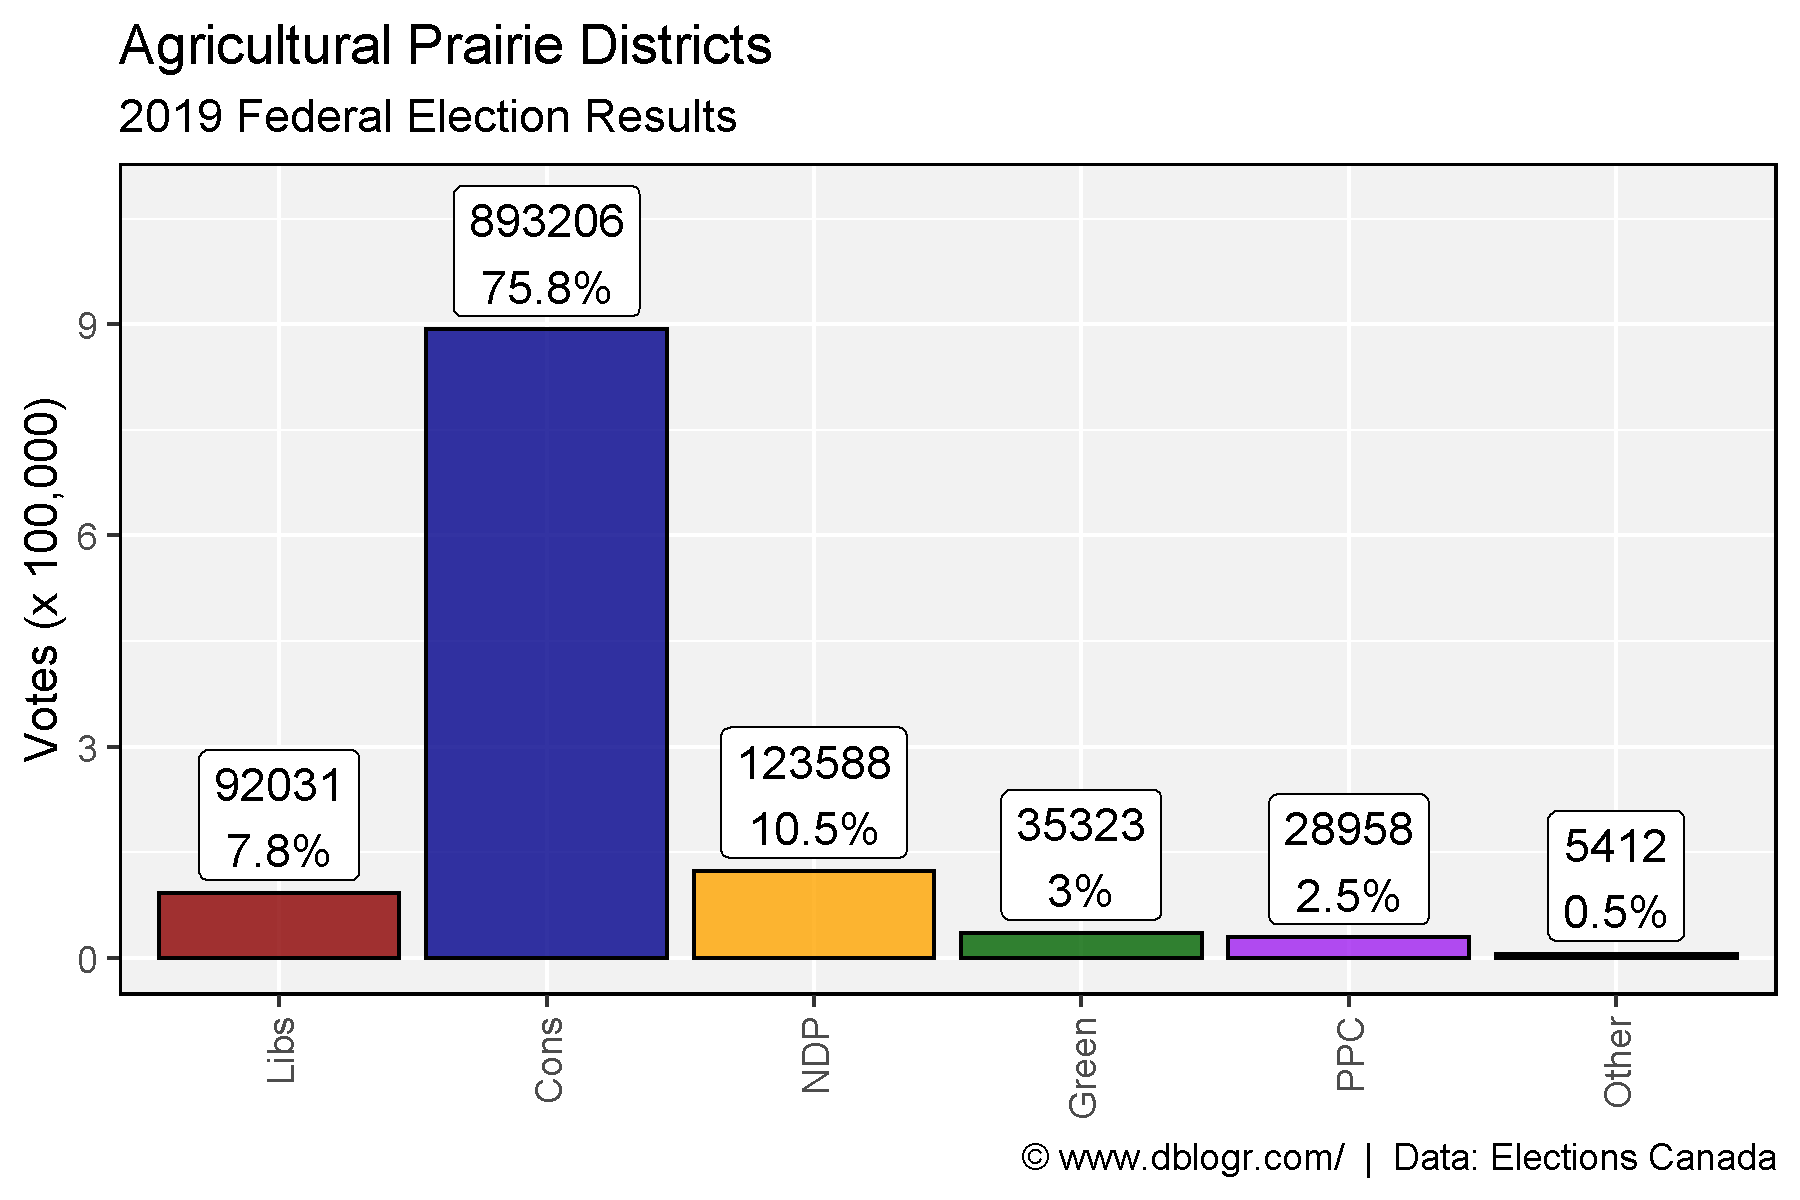 Agricultural Prairie Districts
2019 Federal Election Results
Votes (x 100,000)
9
6
3
0
92031
7.8%
893206
75.8%
123588
10.5%
35323
3%
28958
2.5%
5412
0.5%
Libs
Cons
NDP
Green
PPC
Other
© www.dblogr.com/ | Data: Elections Canada